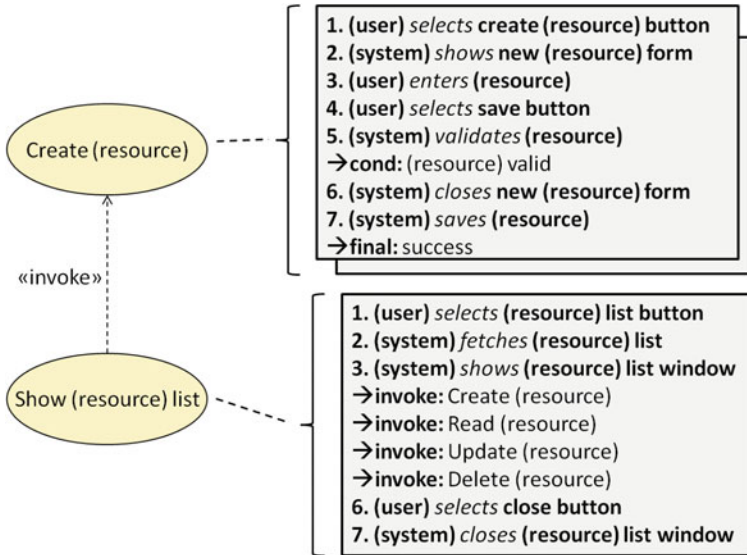 1. (user) selects create (resource) button
2. (system) shows new (resource) form
3. (user) enters (resource)
4. (user) selects save button
5. (system) validates (resource)
→cond: (resource) valid
6. (system) closes new (resource) form
7. (system) saves (resource)
→final: success
Create (resource)
«invoke»
Show (resource) list
1. (user) selects (resource) list button
2. (system) fetches (resource) list
3. (system) shows (resource) list window
→invoke: Create (resource)
→invoke: Read (resource)
→invoke: Update (resource)
→invoke: Delete (resource)
6. (user) selects close button
7. (system) closes (resource) list window